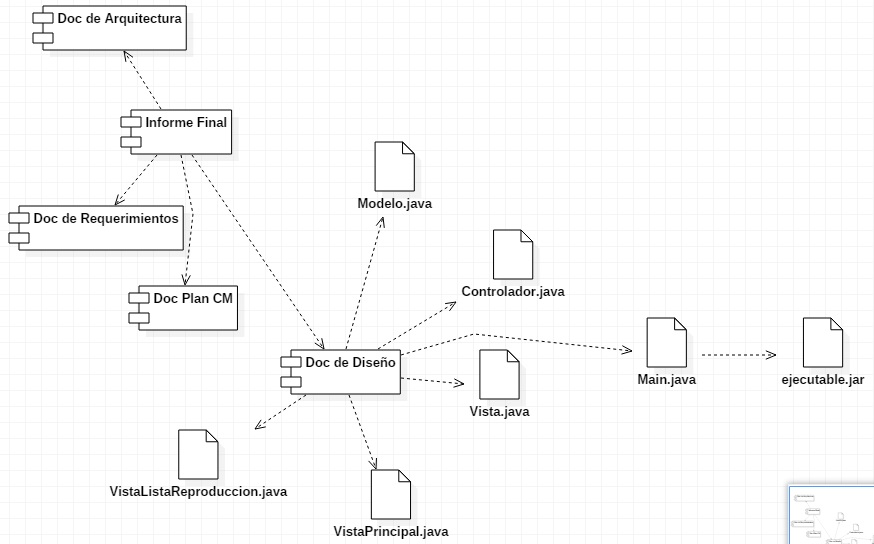 Doc de Arquitectura
Informe Final
Modelo.java
Doc de Requerimientos
Controlador.java
Doc Plan CM
Doc de Diseño
Main.java
ejecutable.jar
Vista.java
VistaListaReproduccion.java
VistaPrincipal.java